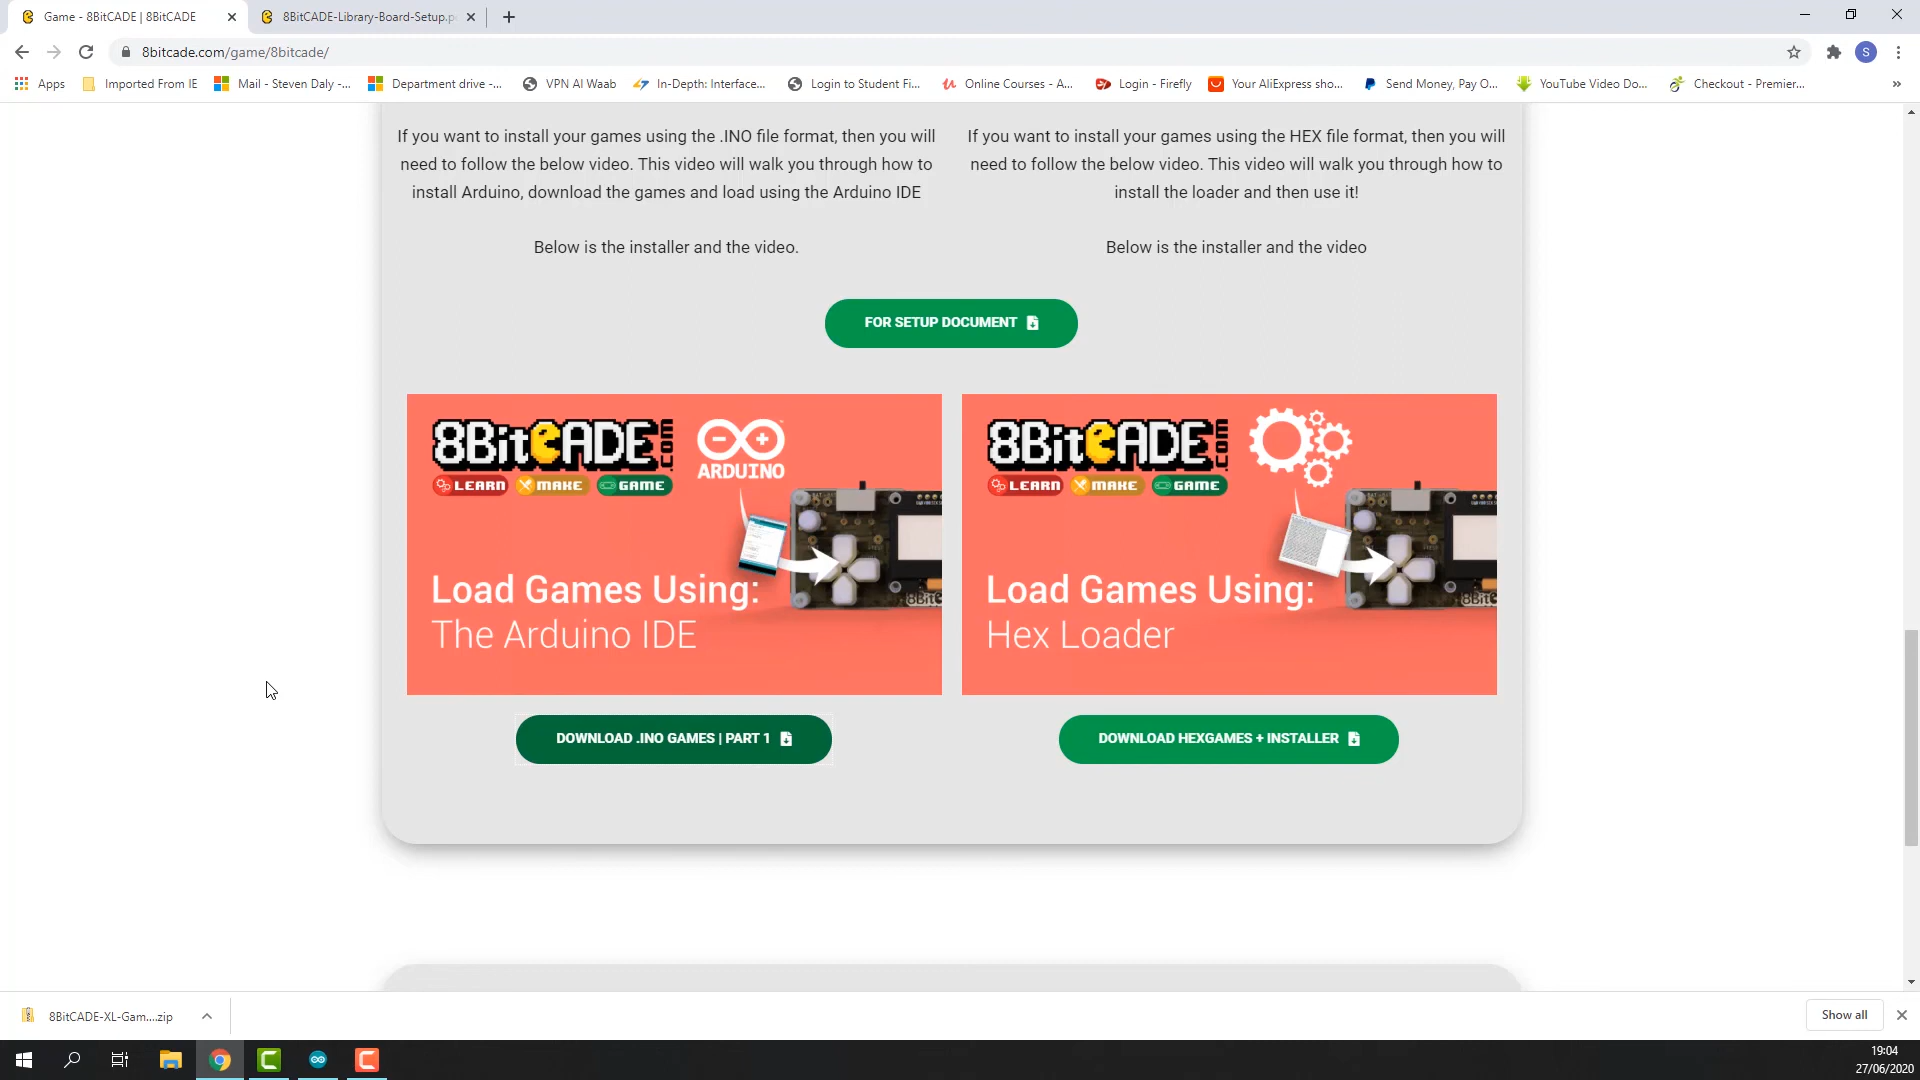 Game - 8BitCADE | 8BitCADE
8BitCADE-Library-Board-Setup.p
8bitcade.com/game/8bitcade/
S
Apps
Imported From IE
Mail - Steven Daly -...
Department drive -...
VPN Al Waab
In-Depth: Interface...
Login to Student Fi...
Online Courses - A...
Login - Firefly
Your AliExpress sho...
Send Money, Pay O...
YouTube Video Do...
Checkout - Premier...
»
If you want to install your games using the .INO file format, then you will
need to follow the below video. This video will walk you through how to
install Arduino, download the games and load using the Arduino IDE
Below is the installer and the video.
If you want to install your games using the HEX file format, then you will
need to follow the below video. This video will walk you through how to
install the loader and then use it!
Below is the installer and the video
FOR SETUP DOCUMENT
8BitCADE.com
LEARN MAKE GAME
ARDUINO
Load Games Using:
The Arduino IDE
8BitCADE.com
LEARN MAKE GAME
Load Games Using:
Hex Loader
DOWNLOAD .INO GAMES | PART 1
DOWNLOAD HEXGAMES + INSTALLER
8BitCADE-XL-Gam....zip
Show all
19:04
27/06/2020